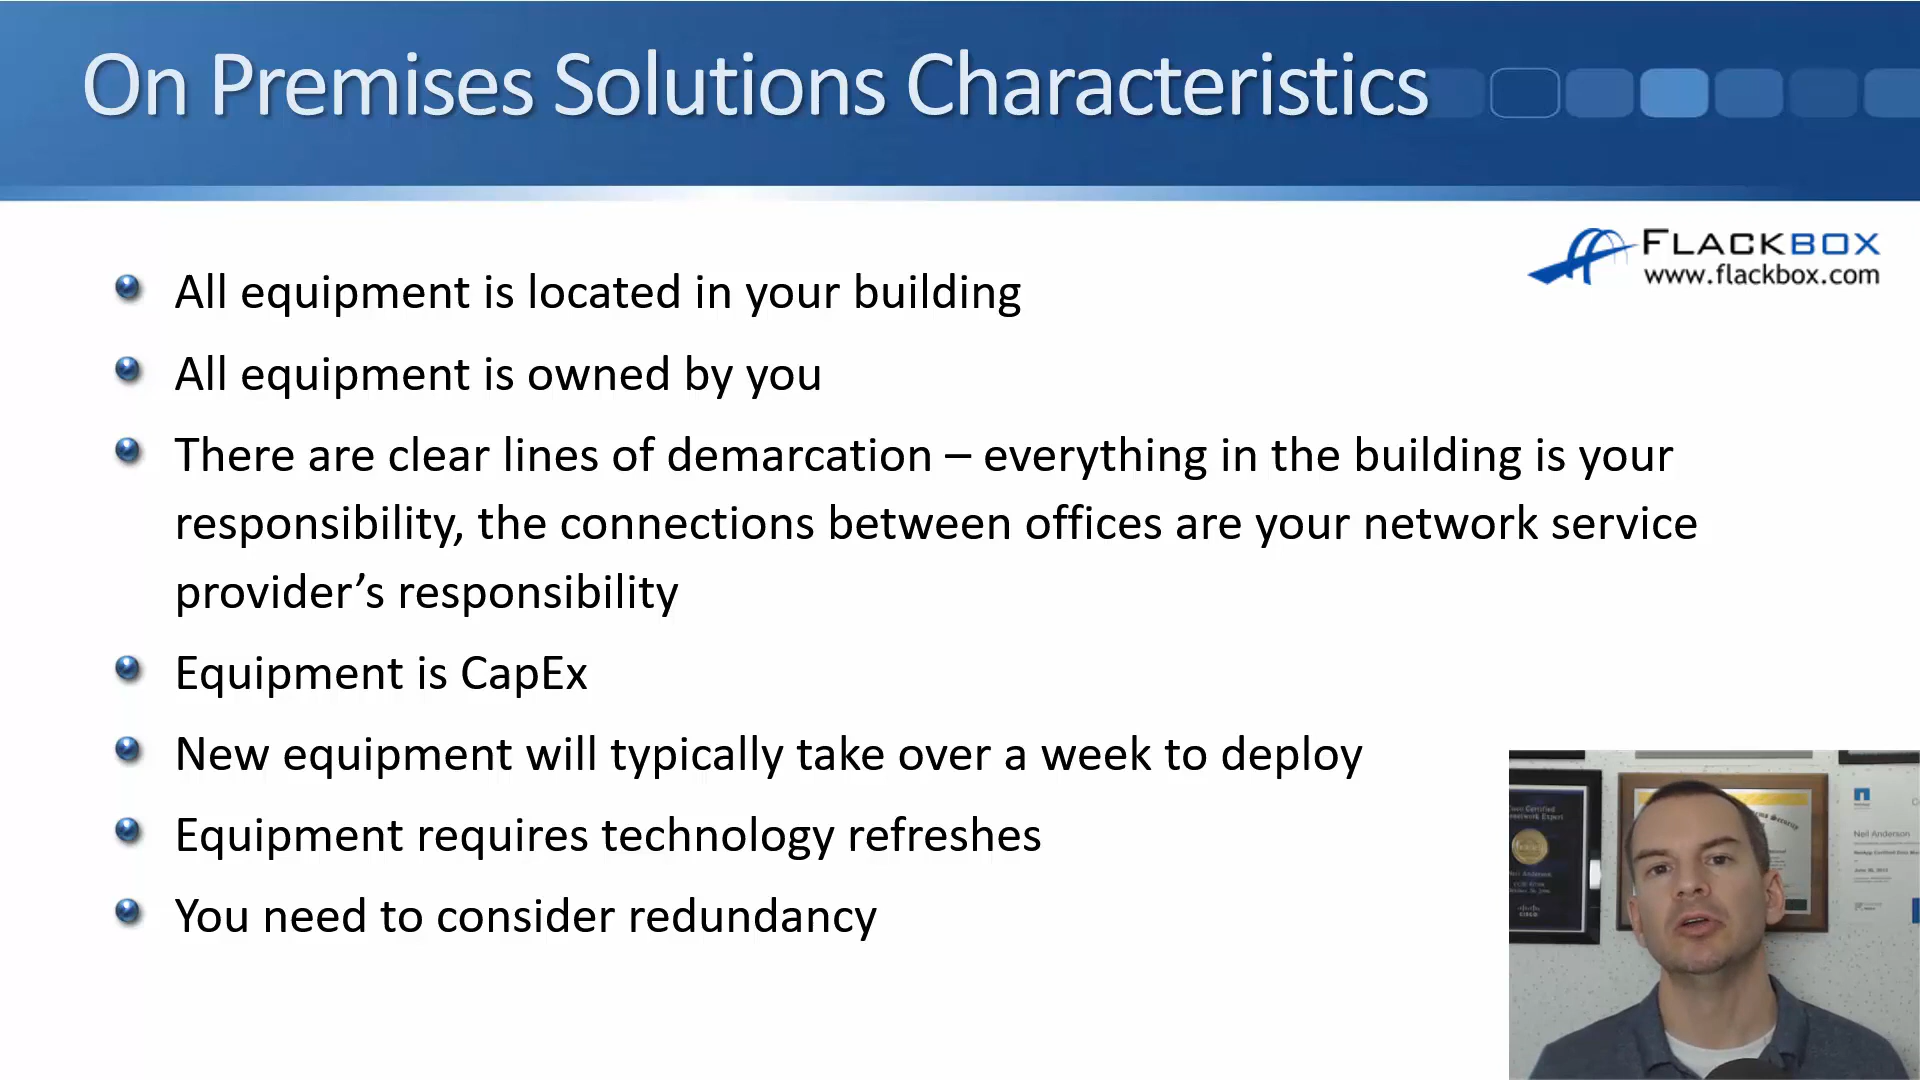 On Premises Solutions Characteristics
FLACKBOX
www.flackbox.com
All equipment is located in your building
All equipment is owned by you
There are clear lines of demarcation – everything in the building is your
responsibility, the connections between offices are your network service
provider’s responsibility
Equipment is CapEx
New equipment will typically take over a week to deploy
Equipment requires technology refreshes
You need to consider redundancy
Neil Anderson